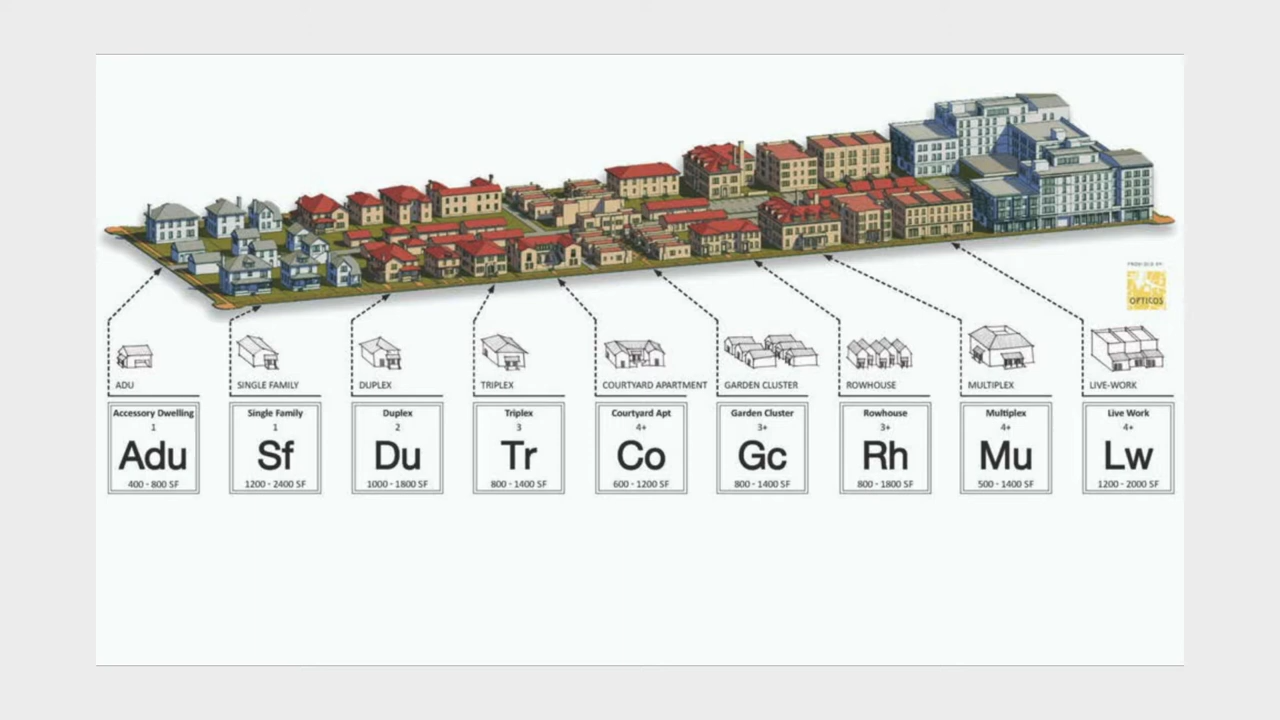 OPTICOS
ADU
SINGLE FAMILY
DUPLEX
TRIPLEX
COURTYARD APARTMENT
GARDEN CLUSTER
ROWHOUSE
MULTIPLEX
LIVE-WORK
Accessory Dwelling
1
Adu
400 - 800 SF
Single Family
1
Sf
1200 - 2400 SF
Duplex
2
Du
1000 - 1800 SF
Triplex
3
Tr
800 - 1400 SF
Courtyard Apt
4+
Co
600 - 1200 SF
Garden Cluster
3+
Gc
800 - 1400 SF
Rowhouse
3+
Rh
800 - 1800 SF
Multiplex
4+
Mu
500 - 1400 SF
Live Work
4+
Lw
1200 - 2000 SF